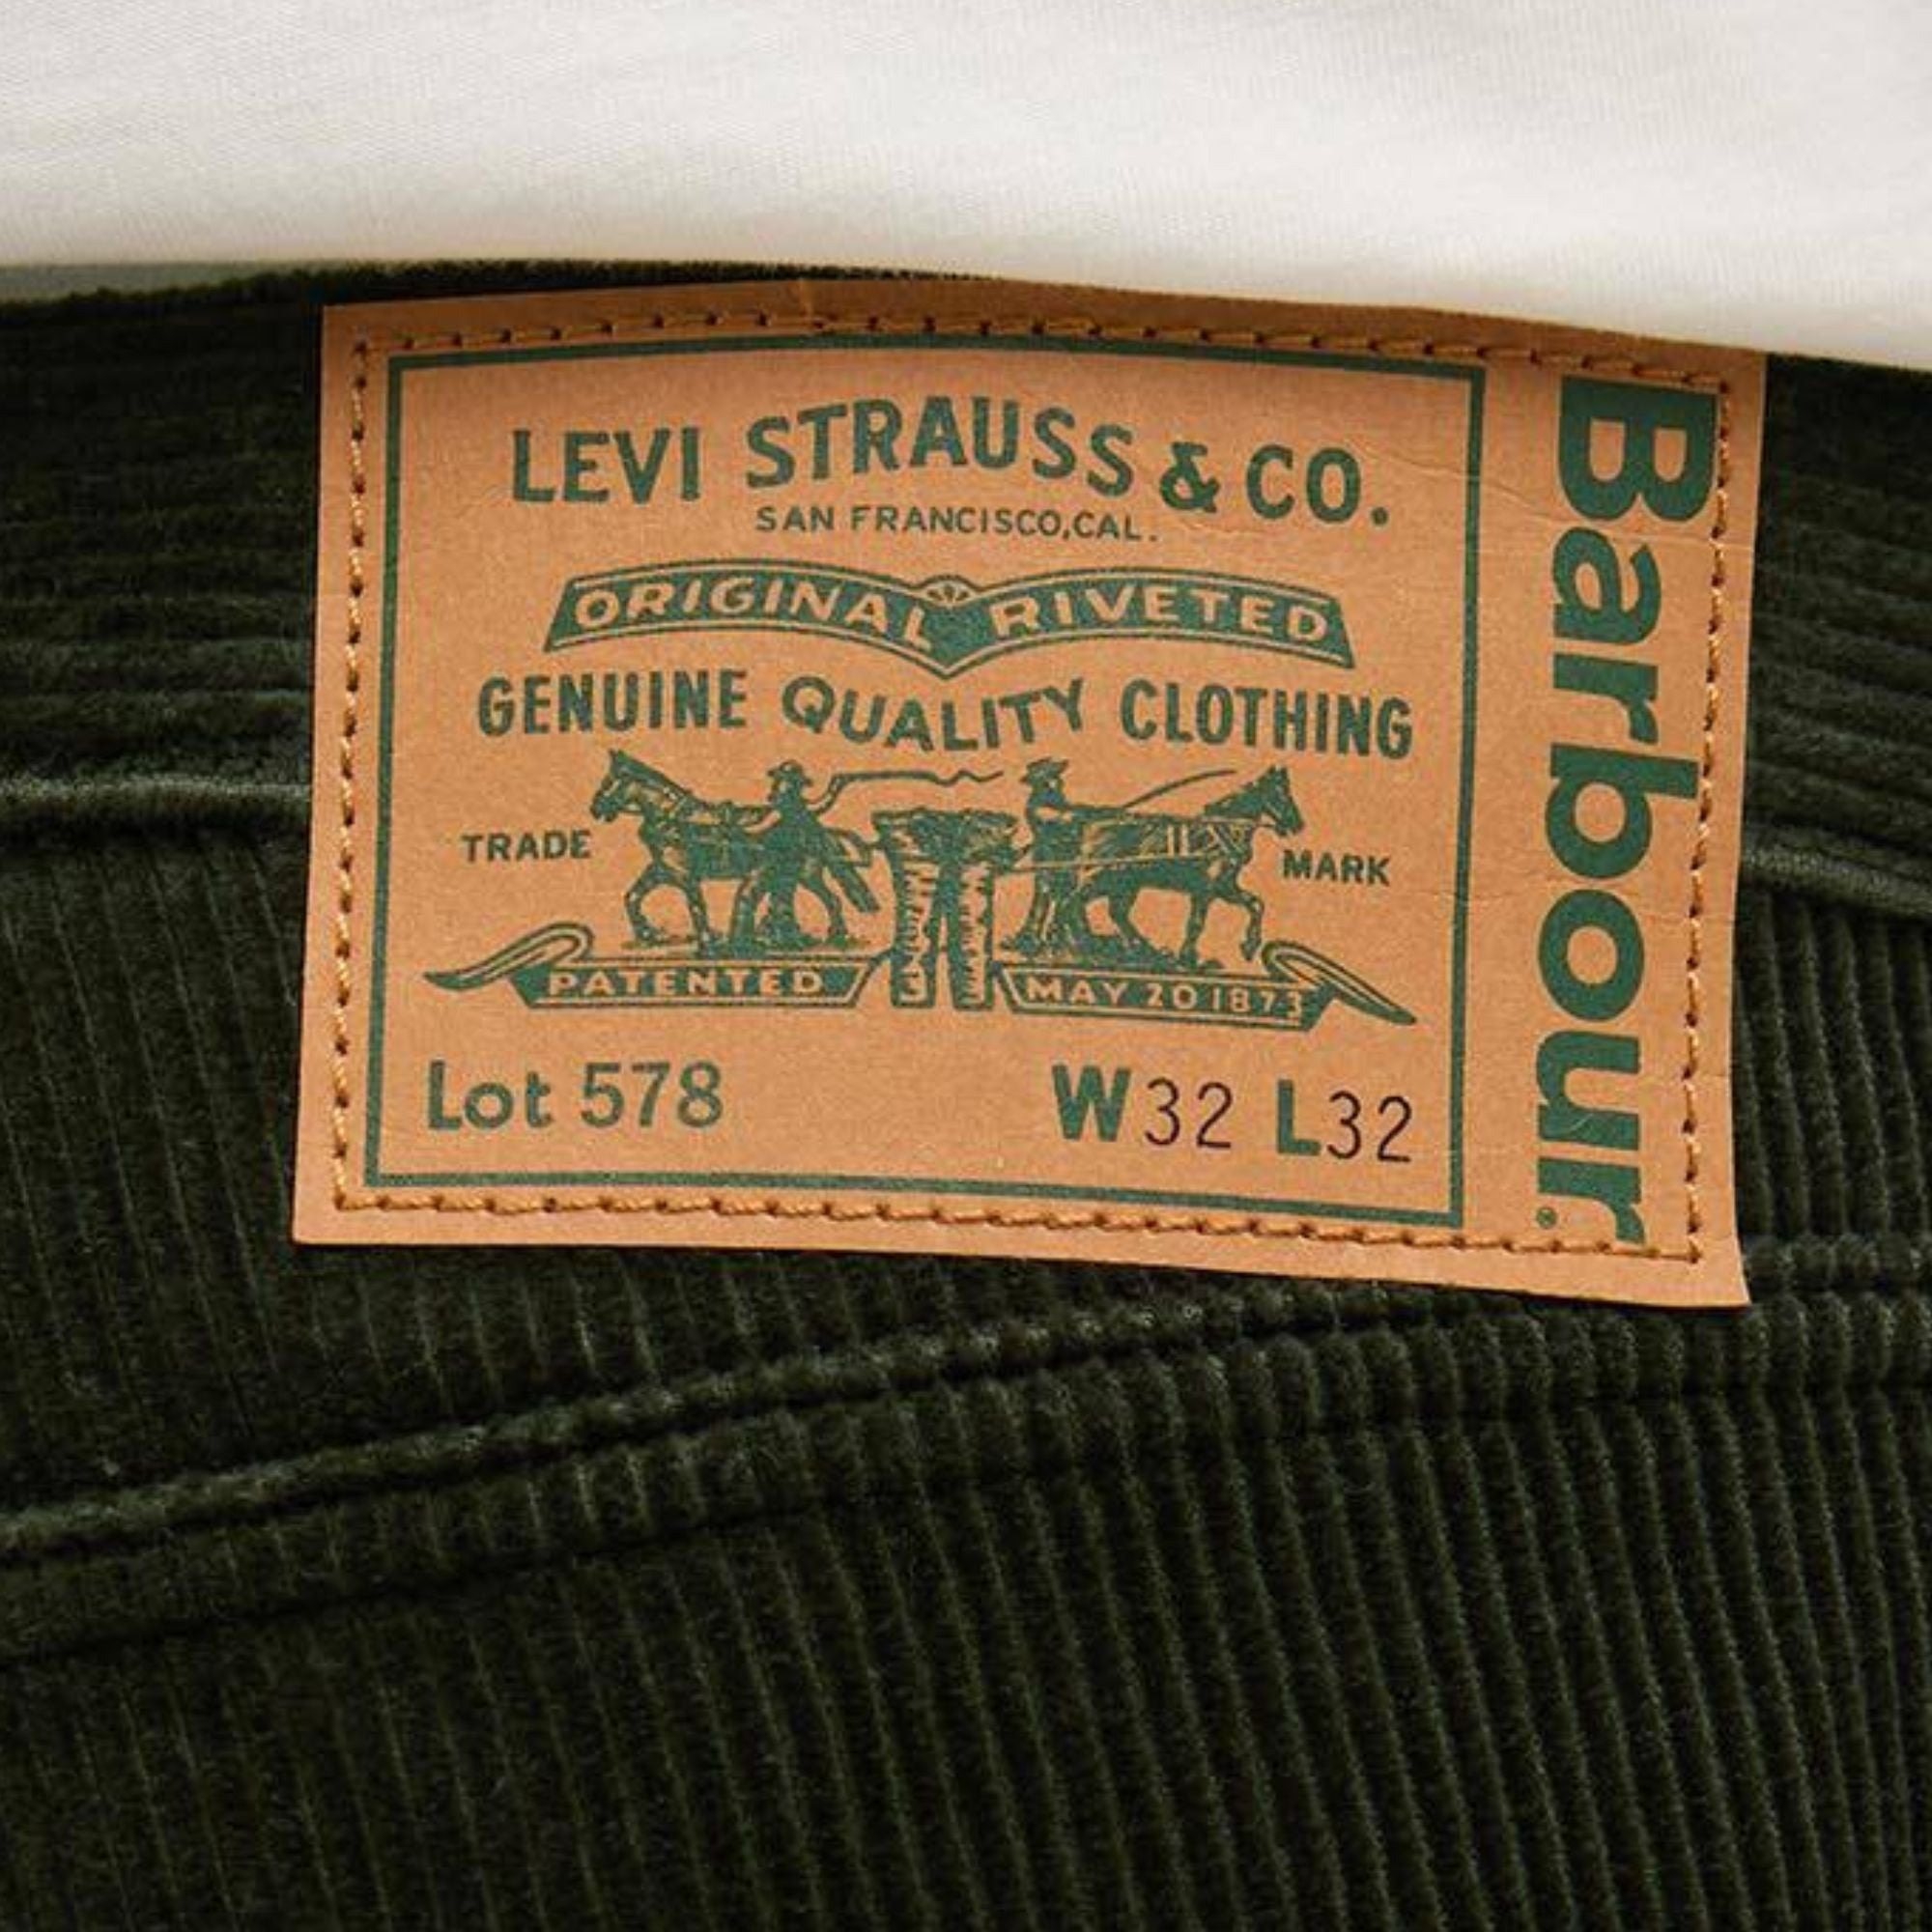 LEVI STRAUSS & CO.
SAN FRANCISCO,CAL.
ORIGINAL RIVETED
GENUINE QUALITY CLOTHING
TRADE MARK
PATENTED MAY 20 1873
Lot 578 W32 L32
Barbour®